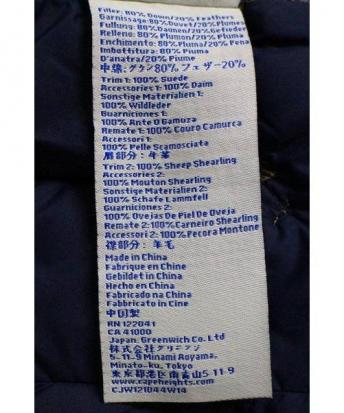 Filler: 80% Down/20% Feathers
Garnissage:80%Duvet/20%Plumes
Fullung: 80%Daunen/20%Gefieder
Relleno: 80% Plumon/20%Pluma
Enchimento: 80%Pluma/20%Pena
Imbottitura: 80% Piuma
D'anatra/20% Piume
中綿:ダウン80% フェザー20%
Trim 1: 100% Suede
Accessories 1: 100% Daim
Sonstige Materialien 1:
100% Wildleder
Guarniciones 1:
100% Ante O Gamuza
Remate 1: 100% Couro Camurca
Accessori 1:
100% Pelle Scamosciata
肩部分: 牛革
Trim 2: 100% Sheep Shearling
Accessories 2:
100% Mouton Shearling
Sonstige Materialien 2:
100% Schafe Lammfell
Guarniciones 2:
100%Ovejas De Piel De Oveja
Remate 2: 100%Carneiro Shearling
Accessori 2: 100%Pecora Montone
襟部分: 羊毛
Made in China
Fabrique en Chine
Gebildet in China
Hecho en China
Fabricado na China
Fabbricato in Cine
中国製
RN 122041
CA 41000
Japan: Greenwich Co. Ltd
株式会社グリニッジ
5-11-9 Minami Aoyama,
Minato-ku, Tokyo
東京都港区南青山5-11-9
www.capeheights.com
CJW121044W14